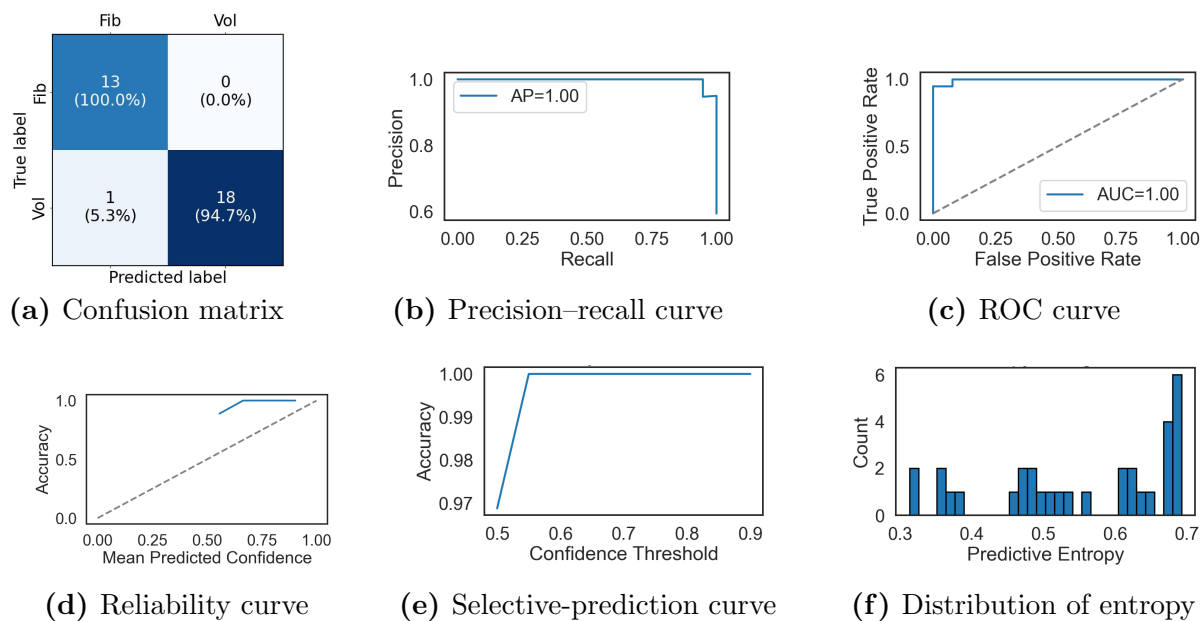 Fib Vol
True label
Fib
Vol
13
(100.0%)
0
(0.0%)
1
(5.3%)
18
(94.7%)
Predicted label
(a) Confusion matrix
Precision
1.0
0.8
0.6
AP=1.00
0.00 0.25 0.50 0.75 1.00
Recall
(b) Precision–recall curve
True Positive Rate
1.0
0.5
0.0
AUC=1.00
0.00 0.25 0.50 0.75 1.00
False Positive Rate
(c) ROC curve
Accuracy
1.0
0.5
0.0
0.00 0.25 0.50 0.75 1.00
Mean Predicted Confidence
(d) Reliability curve
Accuracy
1.00
0.99
0.98
0.97
0.5 0.6 0.7 0.8 0.9
Confidence Threshold
(e) Selective-prediction curve
Count
6
4
2
0
0.3 0.4 0.5 0.6 0.7
Predictive Entropy
(f) Distribution of entropy